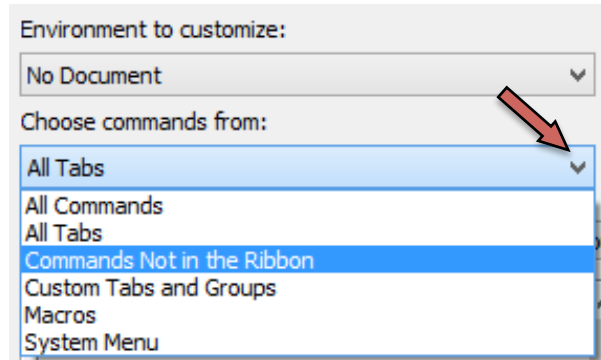 Environment to customize:
No Document
Choose commands from:
All Tabs
All Commands
All Tabs
Commands Not in the Ribbon
Custom Tabs and Groups
Macros
System Menu